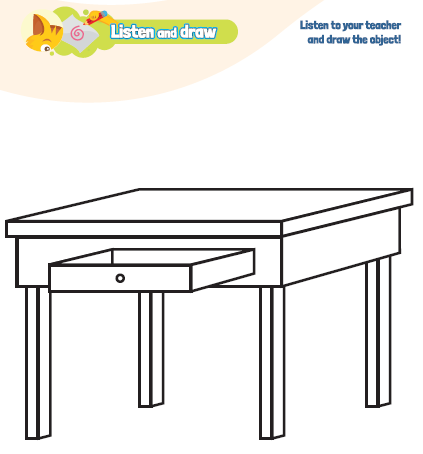 Listen and draw
Listen to your teacher
and draw the object!